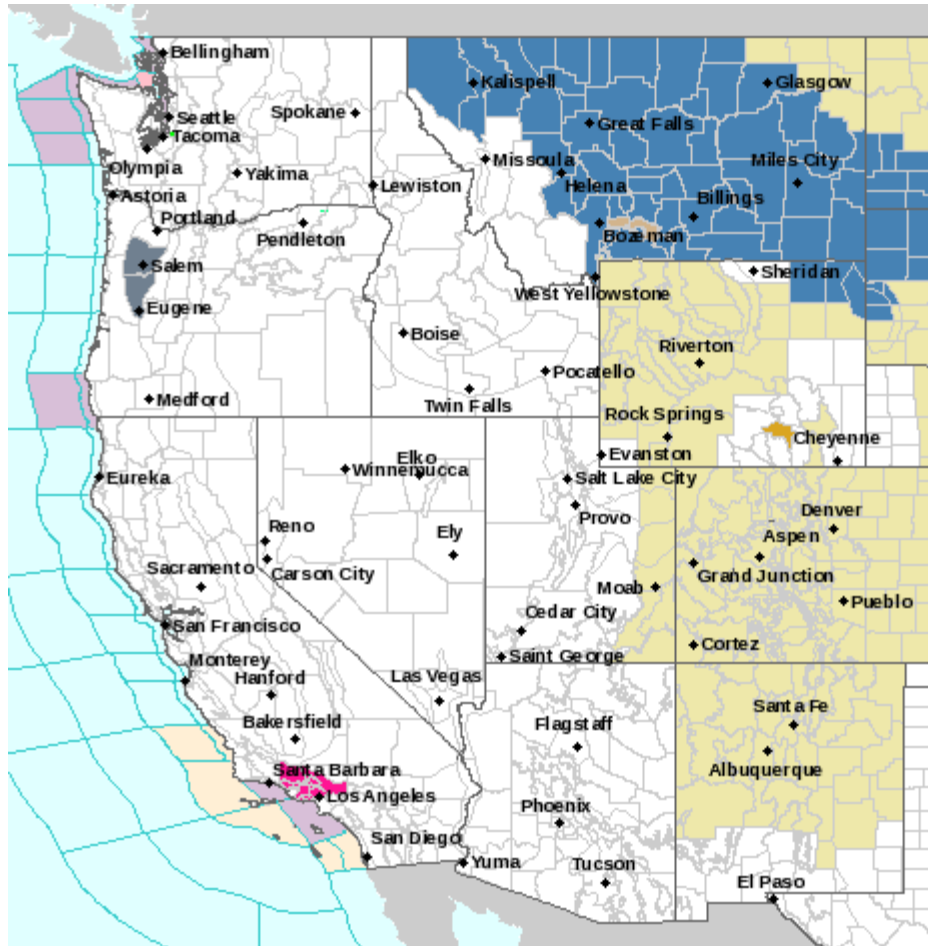 Bellingham
Kalispell
Glasgow
Seattle
Spokane
Great Falls
Tacoma
Olympia
Missoula
Miles City
Yakima
Helena
Astoria
Lewiston
Billings
Portland
Pendleton
Bozeman
Salem
Sheridan
West Yellowstone
Eugene
Boise
Riverton
Pocatello
Medford
Twin Falls
Rock Springs
Cheyenne
Elko
Evanston
Winnemucca
Eureka
Salt Lake City
Provo
Denver
Reno
Ely
Aspen
Sacramento
Carson City
Grand Junction
Moab
Pueblo
Cedar City
San Francisco
Cortez
Saint George
Monterey
Hanford
Las Vegas
Santa Fe
Bakersfield
Flagstaff
Albuquerque
Santa Barbara
Los Angeles
Phoenix
San Diego
Yuma
Tucson
El Paso